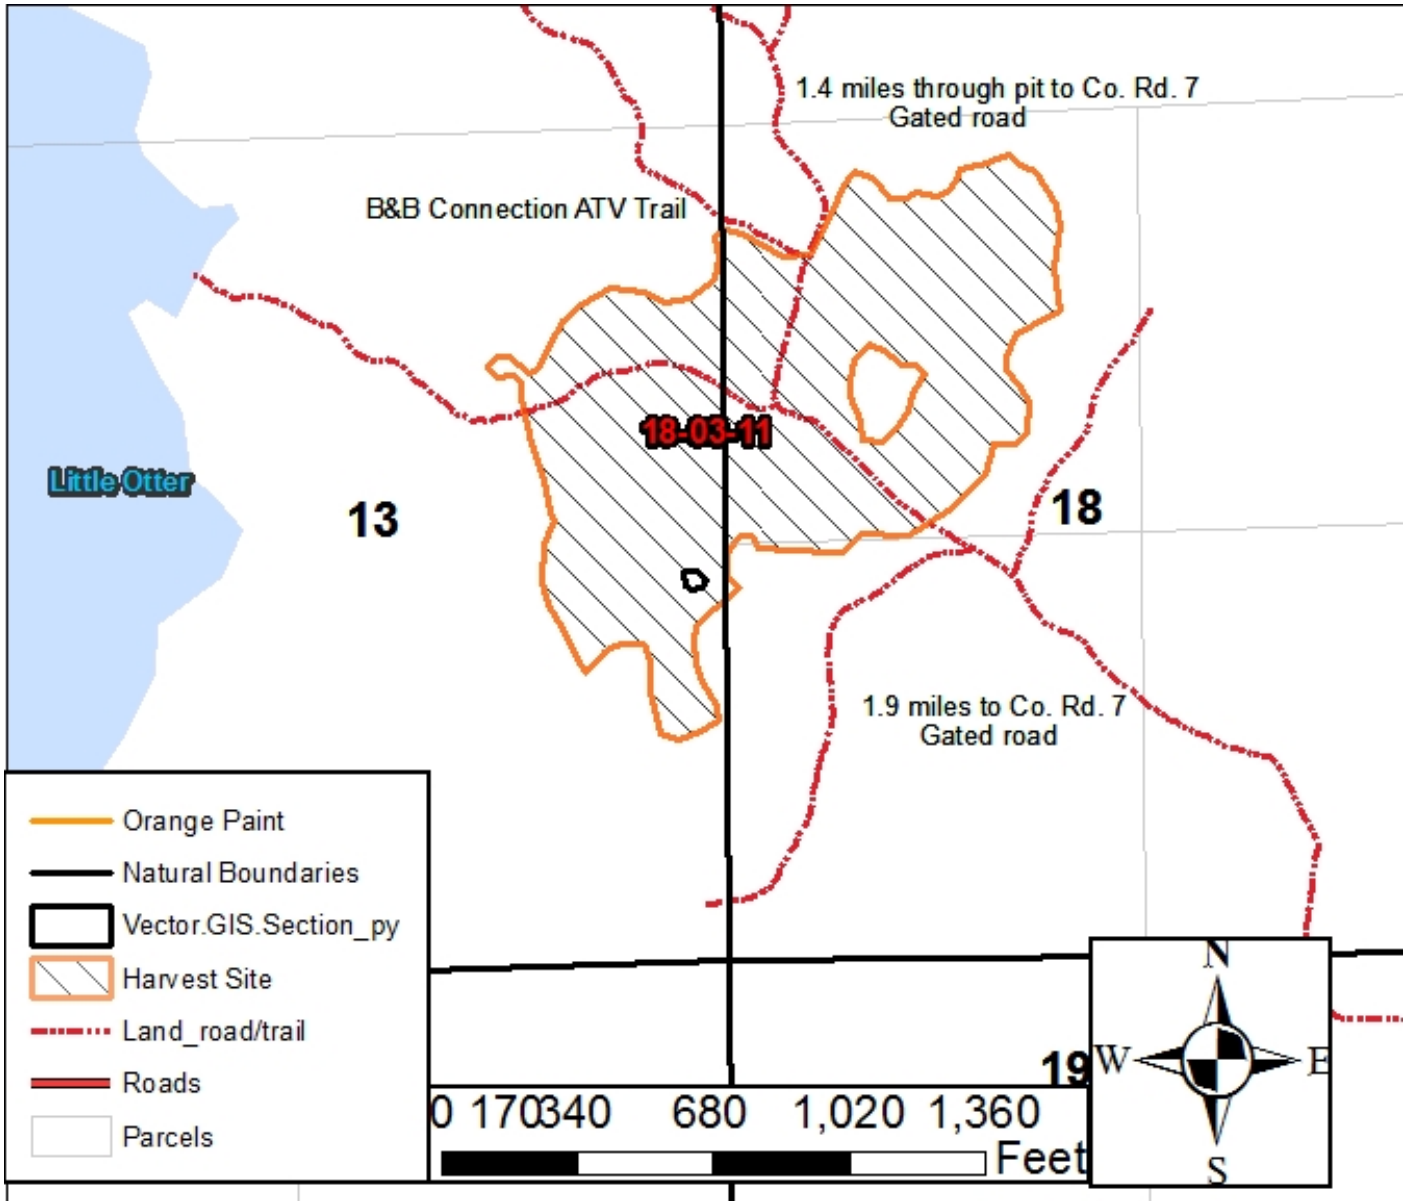 1.4 miles through pit to Co. Rd. 7
Gated road
B&B Connection ATV Trail
18-03-11
Little Otter
13
18
1.9 miles to Co. Rd. 7
Gated road
Orange Paint
Natural Boundaries
Vector.GIS.Section_py
Harvest Site
Land_road/trail
Roads
Parcels
19
0 170 340 680 1,020 1,360
Feet
N
W E
S